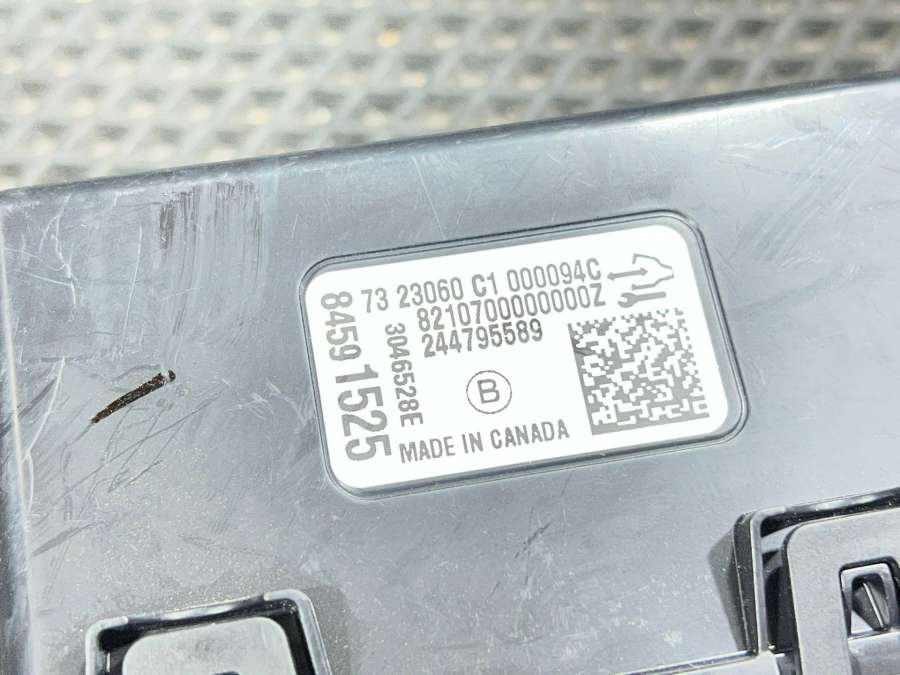 73 23060 C1 000094C
8210700000000Z
244795589
84591525
3046528E
B
MADE IN CANADA